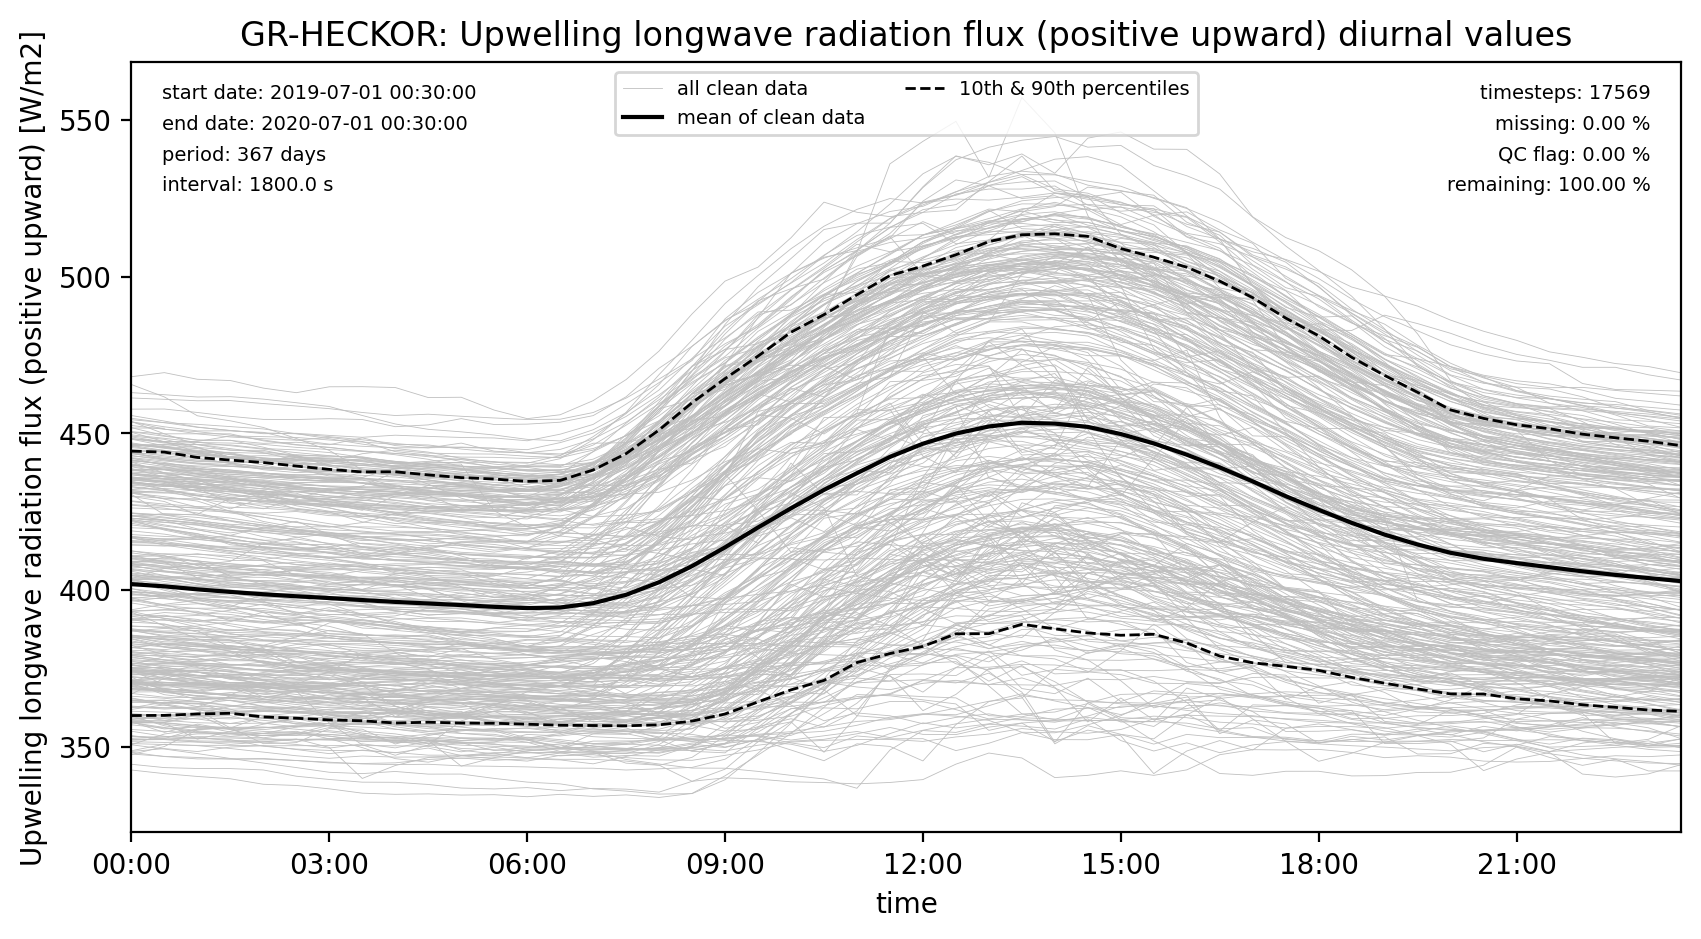 GR-HECKOR: Upwelling longwave radiation flux (positive upward) diurnal values
Upwelling longwave radiation flux (positive upward) [W/m2]
start date: 2019-07-01 00:30:00
end date: 2020-07-01 00:30:00
period: 367 days
interval: 1800.0 s
all clean data
mean of clean data
10th & 90th percentiles
timesteps: 17569
missing: 0.00 %
QC flag: 0.00 %
remaining: 100.00 %
550
500
450
400
350
00:00 03:00 06:00 09:00 12:00 15:00 18:00 21:00
time